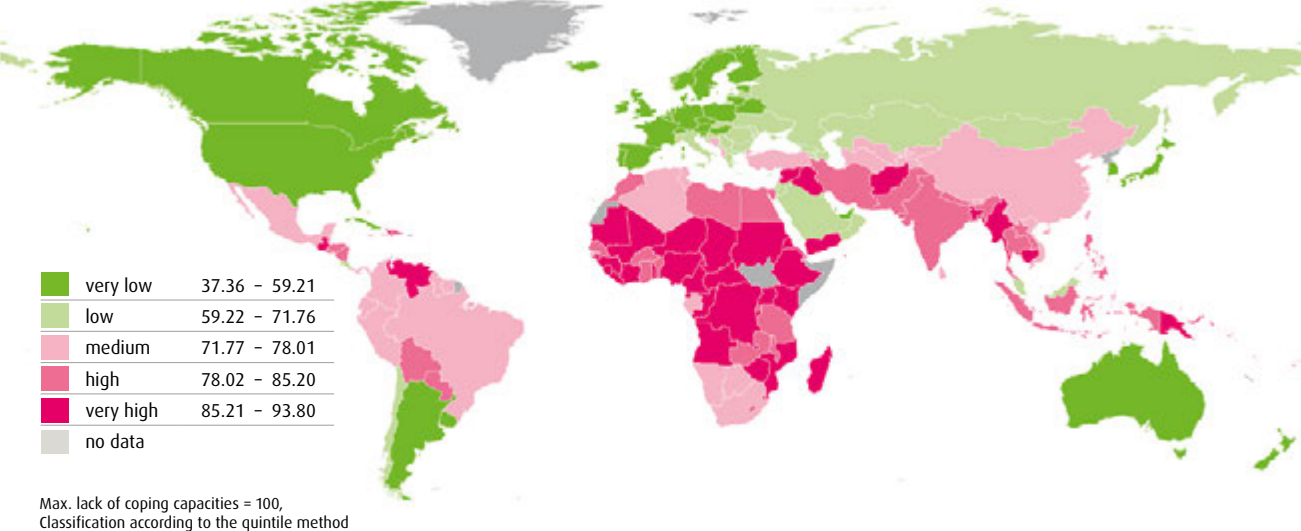 very low 37.36 – 59.21
low 59.22 – 71.76
medium 71.77 – 78.01
high 78.02 – 85.20
very high 85.21 – 93.80
no data
Max. lack of coping capacities = 100,
Classification according to the quintile method